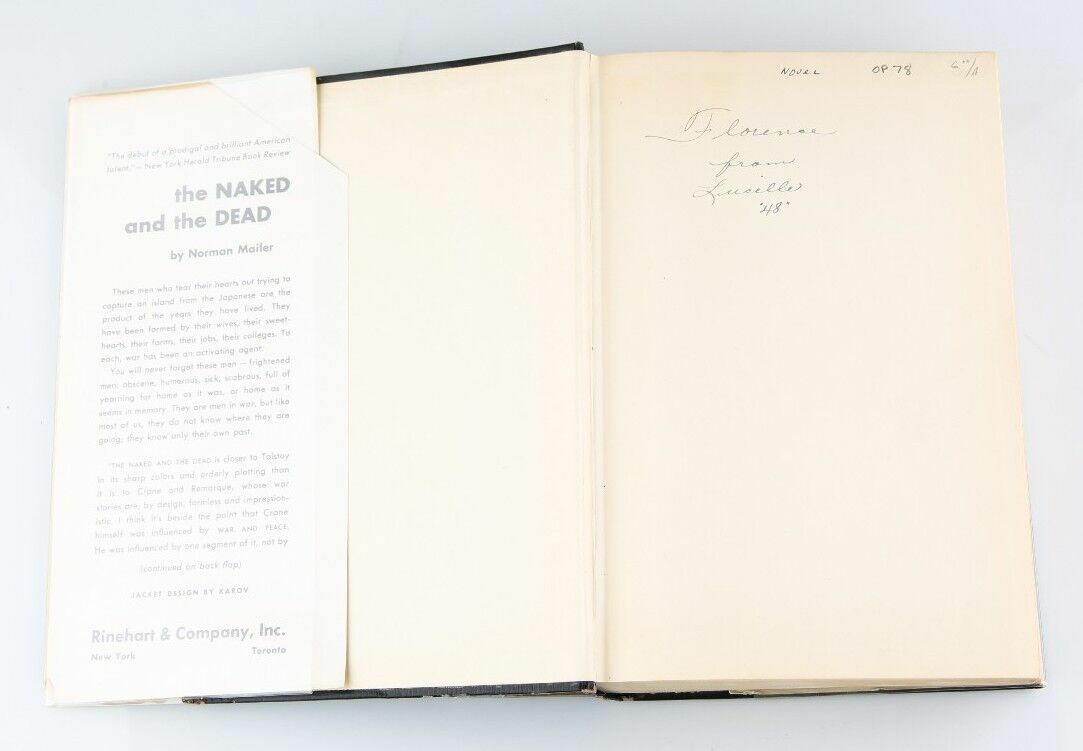 "The debut of a prodigal and brilliant American
talent." — New York Herald Tribune Book Review
the NAKED
and the DEAD
by Norman Mailer
These men who tear their hearts out trying to
capture an island from the Japanese are the
product of the years they have lived. They
have been formed by their wives, their sweet-
hearts, their farms, their jobs, their colleges. To
each, war has been an activating agent.
You will never forget these men — frightened
men, obscene, humorous, sick, scabrous, full of
yearning for home as it was, or home as it
seems in memory. They are men in war, but like
most of us, they do not know where they are
going; they know only their own past.
"THE NAKED AND THE DEAD is closer to Tolstoy
in its sharp colors and orderly plotting than
it is to Crane and Remarque, whose war
stories are, by design, formless and impression-
istic. I think it's beside the point that Crane
himself was influenced by WAR AND PEACE.
He was influenced by one segment of it, not by
(continued on back flap)
JACKET DESIGN BY KAROV
Rinehart & Company, Inc.
New York Toronto
NOVEL OP 78
Florence
from
Lucille
"48"